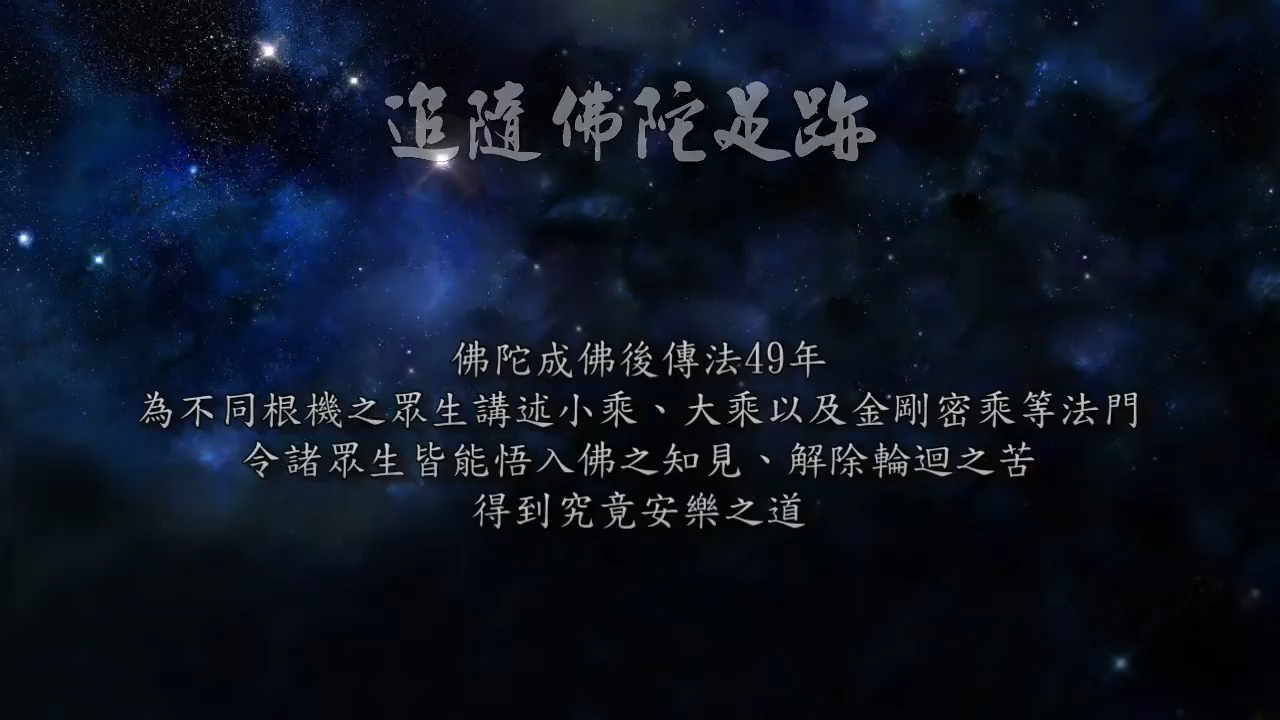 追隨佛陀足跡
佛陀成佛後傳法49年
為不同根機之眾生講述小乘、大乘以及金剛密乘等法門
令諸眾生皆能悟入佛之知見、解除輪迴之苦
得到究竟安樂之道